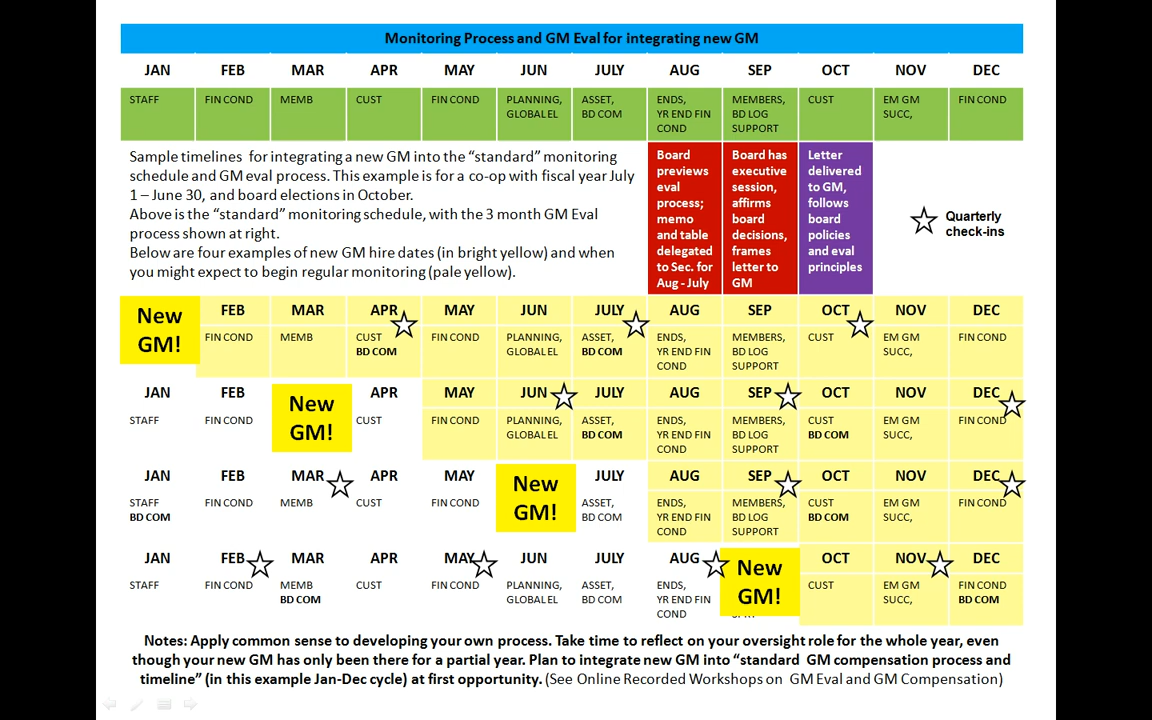 Monitoring Process and GM Eval for integrating new GM
JAN FEB MAR APR MAY JUN JULY AUG SEP OCT NOV DEC
STAFF FIN COND MEMB CUST FIN COND PLANNING, ASSET, ENDS, MEMBERS, CUST EM GM FIN COND
GLOBAL EL BD COM YR END FIN BD LOG SUCC,
COND SUPPORT
Sample timelines for integrating a new GM into the “standard” monitoring
schedule and GM eval process. This example is for a co-op with fiscal year July
1 – June 30, and board elections in October.
Above is the “standard” monitoring schedule, with the 3 month GM Eval
process shown at right.
Below are four examples of new GM hire dates (in bright yellow) and when
you might expect to begin regular monitoring (pale yellow).
Board
previews
eval
process;
memo
and table
delegated
to Sec. for
Aug - July
Board has
executive
session,
affirms
board
decisions,
frames
letter to
GM
Letter
delivered
to GM,
follows
board
policies
and eval
principles
Quarterly
check-ins
New
GM!
FEB MAR APR MAY JUN JULY AUG SEP OCT NOV DEC
FIN COND MEMB CUST FIN COND PLANNING, ASSET, ENDS, MEMBERS, CUST EM GM FIN COND
BD COM GLOBAL EL BD COM YR END FIN BD LOG SUCC,
COND SUPPORT
JAN FEB APR MAY JUN JULY AUG SEP OCT NOV DEC
New
GM!
STAFF FIN COND CUST FIN COND PLANNING, ASSET, ENDS, MEMBERS, CUST EM GM FIN COND
GLOBAL EL BD COM YR END FIN BD LOG BD COM SUCC,
COND SUPPORT
JAN FEB MAR APR MAY JULY AUG SEP OCT NOV DEC
New
GM!
STAFF FIN COND MEMB CUST FIN COND ASSET, ENDS, MEMBERS, CUST EM GM FIN COND
BD COM BD COM YR END FIN BD LOG BD COM SUCC,
COND SUPPORT
JAN FEB MAR APR MAY JUN JULY AUG OCT NOV DEC
New
GM!
STAFF FIN COND MEMB CUST FIN COND PLANNING, ASSET, ENDS, CUST EM GM FIN COND
BD COM GLOBAL EL BD COM YR END FIN SUCC, BD COM
COND
Notes: Apply common sense to developing your own process. Take time to reflect on your oversight role for the whole year, even
though your new GM has only been there for a partial year. Plan to integrate new GM into “standard GM compensation process and
timeline” (in this example Jan-Dec cycle) at first opportunity. (See Online Recorded Workshops on GM Eval and GM Compensation)